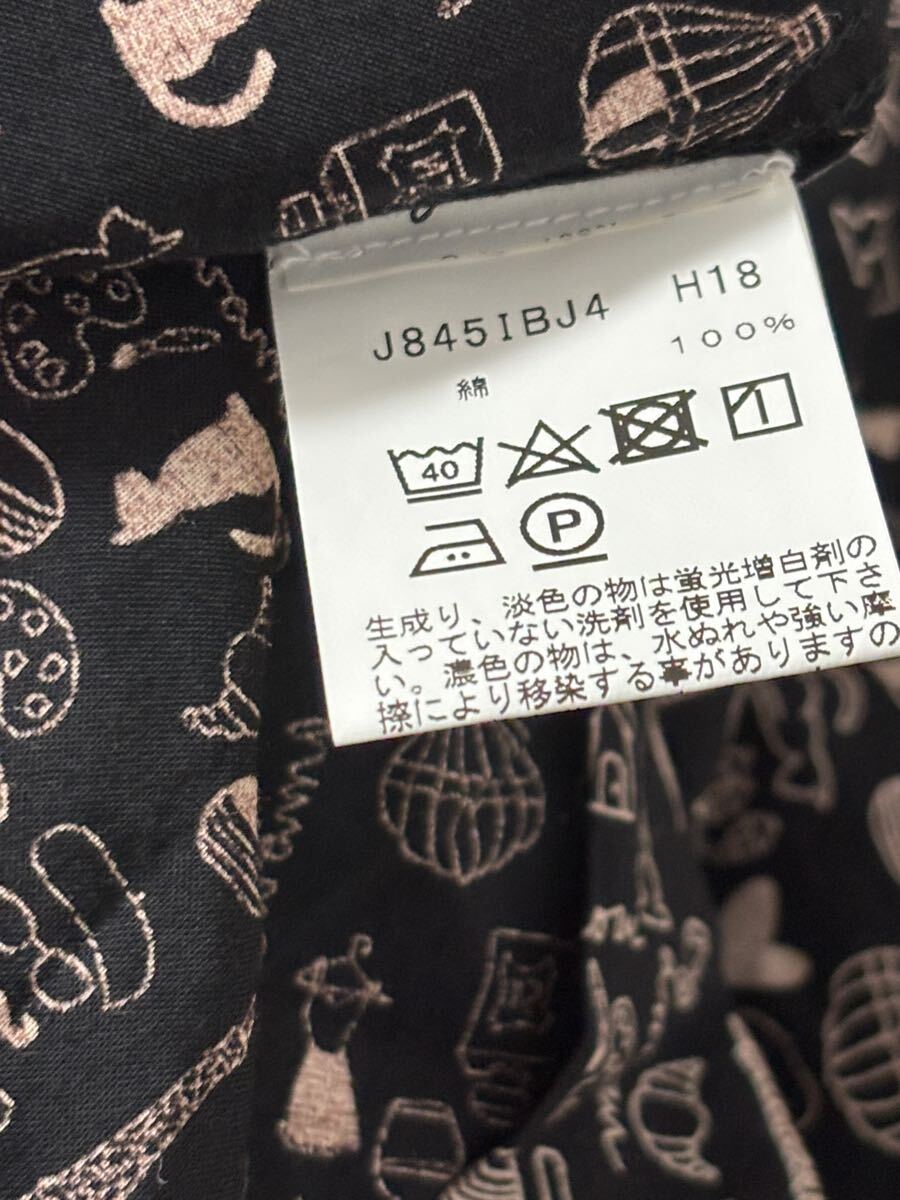 J845IBJ4 H18
綿 100%
40
P
生成り、淡色の物は蛍光増白剤の
入っていない洗剤を使用して下さ
い。濃色の物は、水ぬれや強い摩
擦により移染する事がありますの